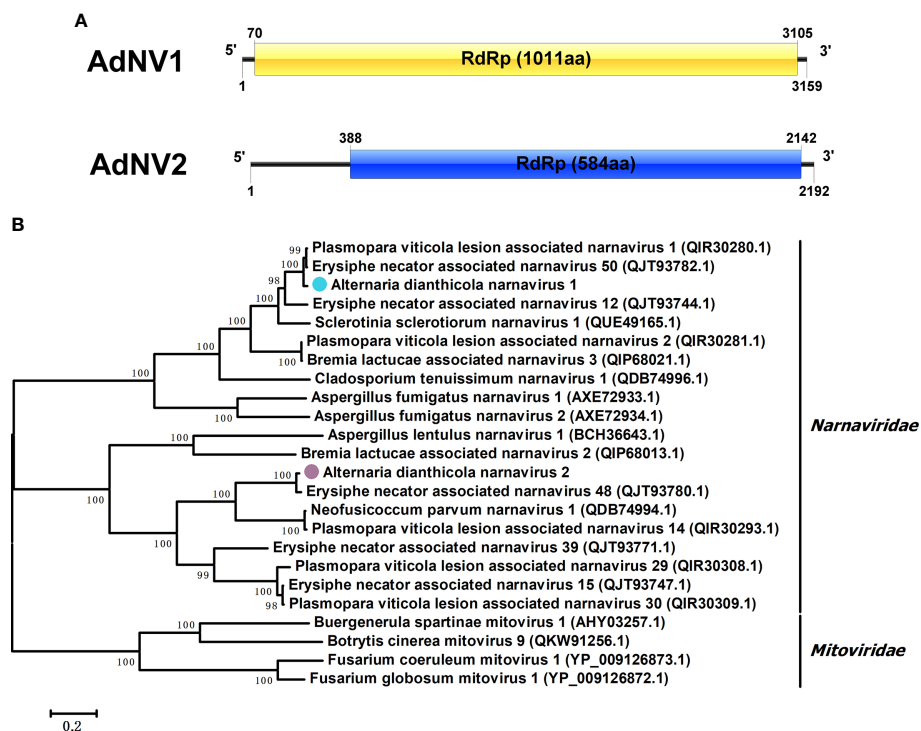 A
70 3105
5' 3'
AdNV1 RdRp (1011aa)
1 3159
388 2142
5' 3'
AdNV2 RdRp (584aa)
1 2192
B
99 Plasmopara viticola lesion associated narnavirus 1 (QIR30280.1)
100 Erysiphe necator associated narnavirus 50 (QJT93782.1)
98 Alternaria dianthicola narnavirus 1
100 Erysiphe necator associated narnavirus 12 (QJT93744.1)
100 Sclerotinia sclerotiorum narnavirus 1 (QUE49165.1)
100 Plasmopara viticola lesion associated narnavirus 2 (QIR30281.1)
100 Bremia lactucae associated narnavirus 3 (QIP68021.1)
100 Cladosporium tenuissimum narnavirus 1 (QDB74996.1)
Aspergillus fumigatus narnavirus 1 (AXE72933.1)
100 Aspergillus fumigatus narnavirus 2 (AXE72934.1)
Narnaviridae
100 Aspergillus lentulus narnavirus 1 (BCH36643.1)
Bremia lactucae associated narnavirus 2 (QIP68013.1)
100 Alternaria dianthicola narnavirus 2
100 100 Erysiphe necator associated narnavirus 48 (QJT93780.1)
Neofusicoccum parvum narnavirus 1 (QDB74994.1)
100 Plasmopara viticola lesion associated narnavirus 14 (QIR30293.1)
100 Erysiphe necator associated narnavirus 39 (QJT93771.1)
Plasmopara viticola lesion associated narnavirus 29 (QIR30308.1)
99 100 Erysiphe necator associated narnavirus 15 (QJT93747.1)
98 Plasmopara viticola lesion associated narnavirus 30 (QIR30309.1)
100 Buergenerula spartinae mitovirus 1 (AHY03257.1)
Botrytis cinerea mitovirus 9 (QKW91256.1)
Mitoviridae
100 Fusarium coeruleum mitovirus 1 (YP_009126873.1)
100 Fusarium globosum mitovirus 1 (YP_009126872.1)
0.2